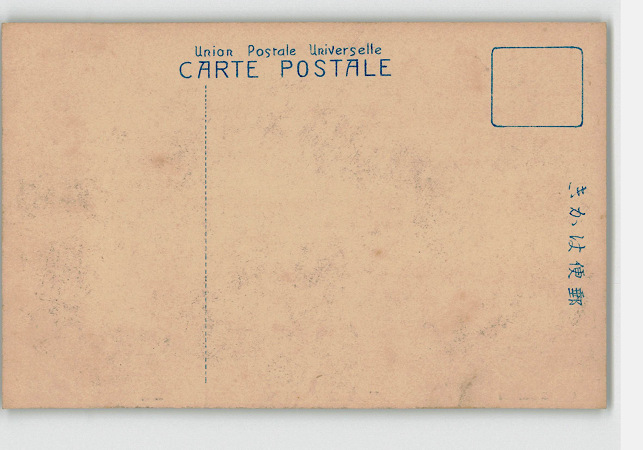 Union Postale Universelle
CARTE POSTALE
郵便はかき